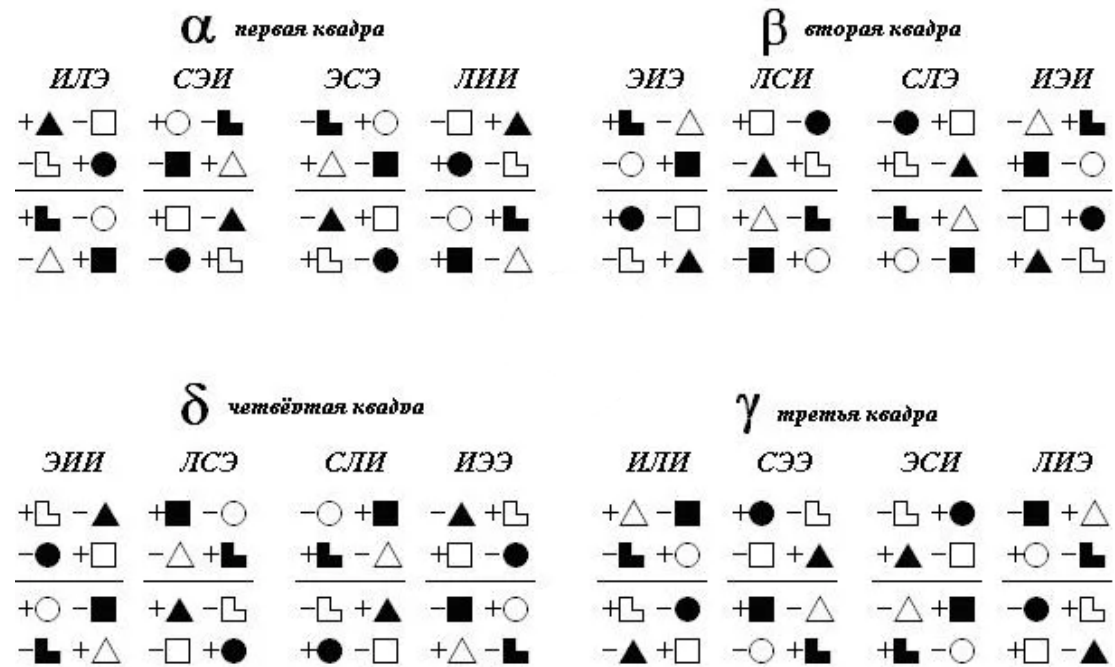 α первая квадра
ИЛЭ СЭИ ЭСЭ ЛИИ
+▲ −□ +○ −▙ −▙ +○ −□ +▲
−L +● −■ +△ +△ −■ +● −L
+▙ −○ +□ −▲ −▲ +□ −○ +▙
−△ +■ −● +L +L −● +■ −△
β вторая квадра
ЭИЭ ЛСИ СЛЭ ИЭИ
+▙ −△ +□ −● −● +□ −△ +▙
−○ +■ −▲ +L +L −▲ +■ −○
+● −□ +△ −▙ −▙ +△ −□ +●
−L +▲ −■ +○ +○ −■ +▲ −L
δ четвёртая квадра
ЭИИ ЛСЭ СЛИ ИЭЭ
+L −▲ +■ −○ −○ +■ −▲ +L
−● +□ −△ +▙ +▙ −△ +□ −●
+○ −■ +▲ −L −L +▲ −■ +○
−▙ +△ −□ +● +● −□ +△ −▙
γ третья квадра
ИЛИ СЭЭ ЭСИ ЛИЭ
+△ −■ +● −L −L +● −■ +△
−▙ +○ −□ +▲ +▲ −□ +○ −▙
+L −● +■ −△ −△ +■ −● +L
−▲ +□ −○ +▙ +▙ −○ +□ −▲